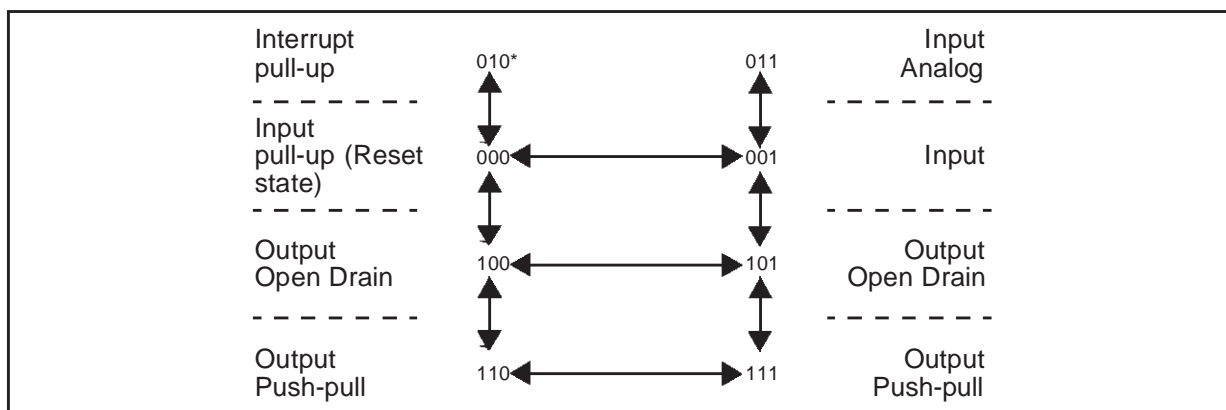 Interrupt
pull-up
010*
011
Input
Analog
Input
pull-up (Reset
state)
000
001
Input
Output
Open Drain
100
101
Output
Open Drain
Output
Push-pull
110
111
Output
Push-pull